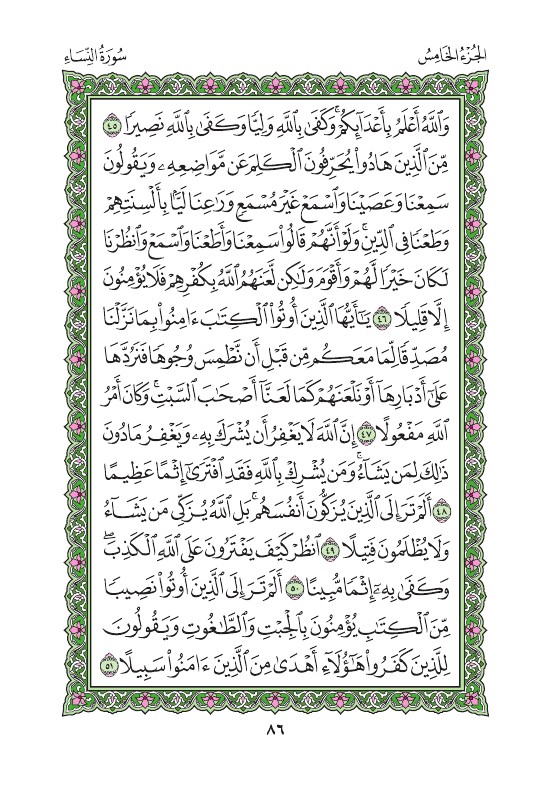 الجُزْءُ الخَامِسُ
سُورَةُ النِّسَاءِ
وَٱللَّهُ أَعْلَمُ بِأَعْدَآئِكُمْۚ وَكَفَىٰ بِٱللَّهِ وَلِيًّا وَكَفَىٰ بِٱللَّهِ نَصِيرًا ٤٥
مِّنَ ٱلَّذِينَ هَادُوا۟ يُحَرِّفُونَ ٱلْكَلِمَ عَن مَّوَاضِعِهِۦ وَيَقُولُونَ
سَمِعْنَا وَعَصَيْنَا وَٱسْمَعْ غَيْرَ مُسْمَعٍ وَرَٰعِنَا لَيًّۢا بِأَلْسِنَتِهِمْ
وَطَعْنًا فِى ٱلدِّينِۚ وَلَوْ أَنَّهُمْ قَالُوا۟ سَمِعْنَا وَأَطَعْنَا وَٱسْمَعْ وَٱنظُرْنَا
لَكَانَ خَيْرًا لَّهُمْ وَأَقْوَمَ وَلَٰكِن لَّعَنَهُمُ ٱللَّهُ بِكُفْرِهِمْ فَلَا يُؤْمِنُونَ
إِلَّا قَلِيلًا ٤٦ يَٰٓأَيُّهَا ٱلَّذِينَ أُوتُوا۟ ٱلْكِتَٰبَ ءَامِنُوا۟ بِمَا نَزَّلْنَا
مُصَدِّقًا لِّمَا مَعَكُم مِّن قَبْلِ أَن نَّطْمِسَ وُجُوهًا فَنَرُدَّهَا
عَلَىٰٓ أَدْبَارِهَآ أَوْ نَلْعَنَهُمْ كَمَا لَعَنَّآ أَصْحَٰبَ ٱلسَّبْتِۚ وَكَانَ أَمْرُ
ٱللَّهِ مَفْعُولًا ٤٧ إِنَّ ٱللَّهَ لَا يَغْفِرُ أَن يُشْرَكَ بِهِۦ وَيَغْفِرُ مَا دُونَ
ذَٰلِكَ لِمَن يَشَآءُۚ وَمَن يُشْرِكْ بِٱللَّهِ فَقَدِ ٱفْتَرَىٰٓ إِثْمًا عَظِيمًا
٤٨ أَلَمْ تَرَ إِلَى ٱلَّذِينَ يُزَكُّونَ أَنفُسَهُمۚ بَلِ ٱللَّهُ يُزَكِّى مَن يَشَآءُ
وَلَا يُظْلَمُونَ فَتِيلًا ٤٩ ٱنظُرْ كَيْفَ يَفْتَرُونَ عَلَى ٱللَّهِ ٱلْكَذِبَۖ
وَكَفَىٰ بِهِۦٓ إِثْمًا مُّبِينًا ٥٠ أَلَمْ تَرَ إِلَى ٱلَّذِينَ أُوتُوا۟ نَصِيبًا
مِّنَ ٱلْكِتَٰبِ يُؤْمِنُونَ بِٱلْجِبْتِ وَٱلطَّٰغُوتِ وَيَقُولُونَ
لِلَّذِينَ كَفَرُوا۟ هَٰٓؤُلَآءِ أَهْدَىٰ مِنَ ٱلَّذِينَ ءَامَنُوا۟ سَبِيلًا ٥١
٨٦